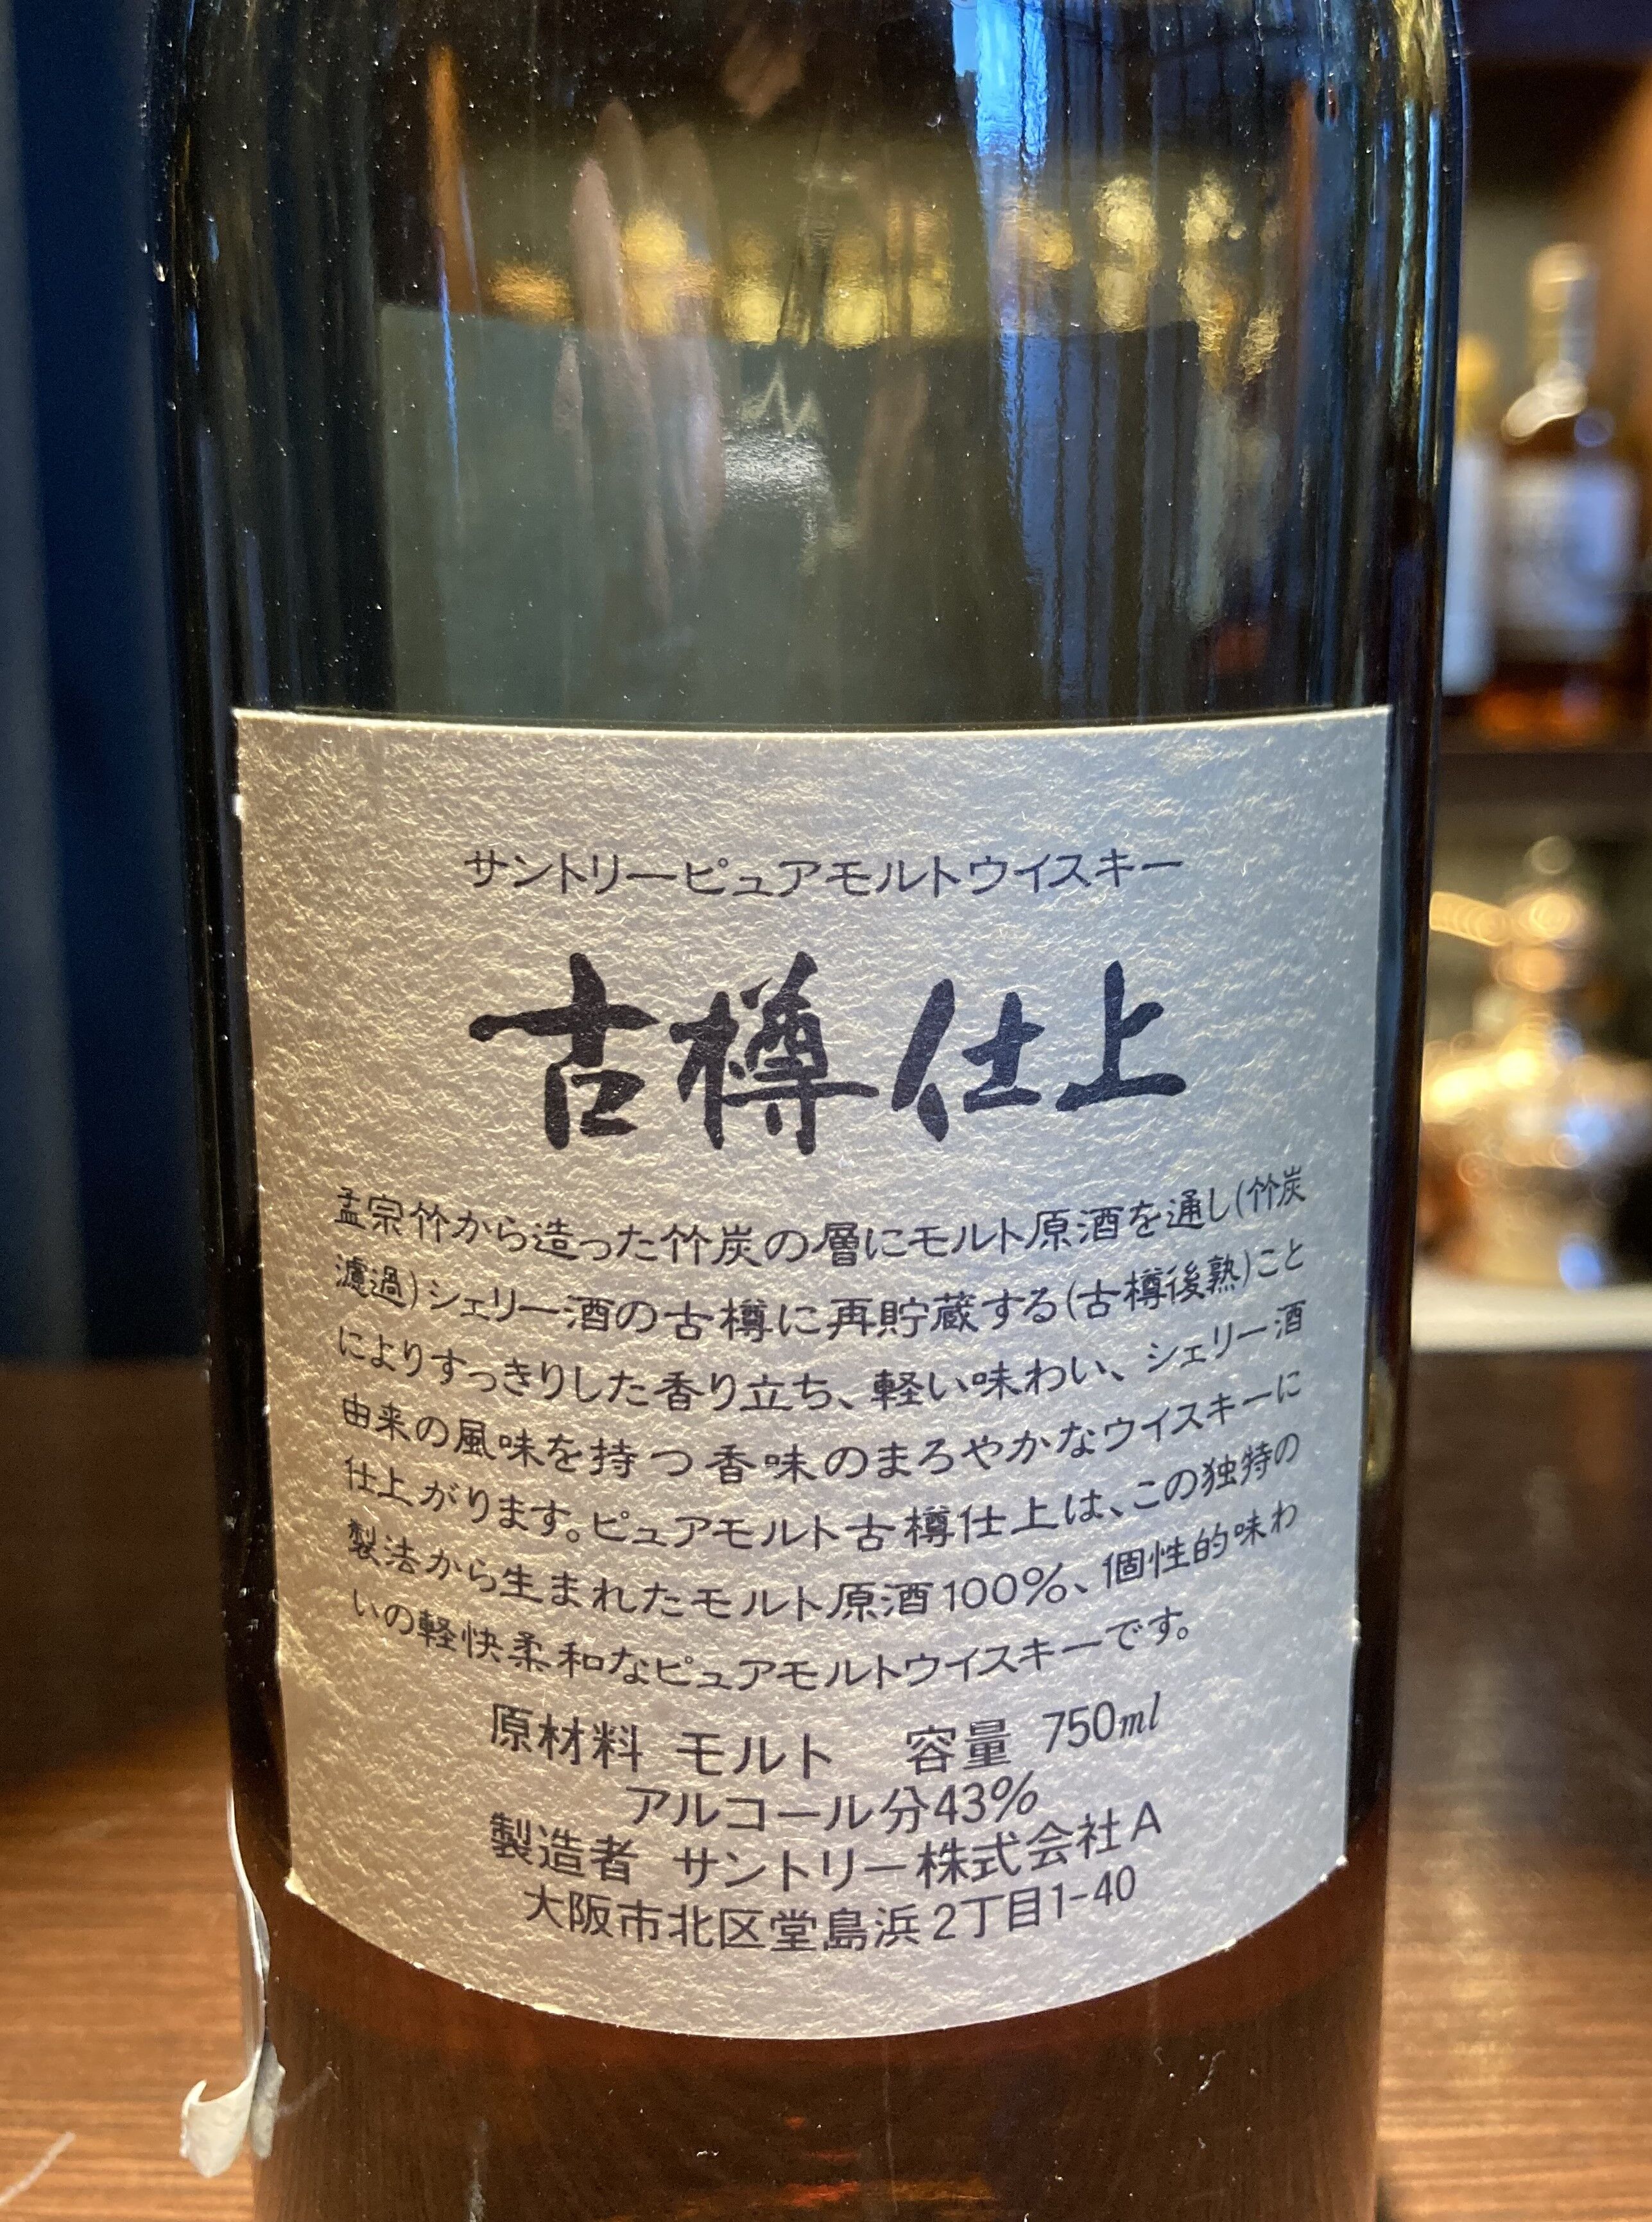 サントリーピュアモルトウイスキー
古樽仕上
孟宗竹から造った竹炭の層にモルト原酒を通し(竹炭
濾過)シェリー酒の古樽に再貯蔵する(古樽後熟)こと
によりすっきりした香り立ち、軽い味わい、シェリー酒
由来の風味を持つ香味のまろやかなウイスキーに
仕上がります。ピュアモルト古樽仕上は、この独特の
製法から生まれたモルト原酒100%、個性的味わ
いの軽快柔和なピュアモルトウイスキーです。
原材料 モルト 容量 750ml
アルコール分43%
製造者 サントリー株式会社A
大阪市北区堂島浜2丁目1-40